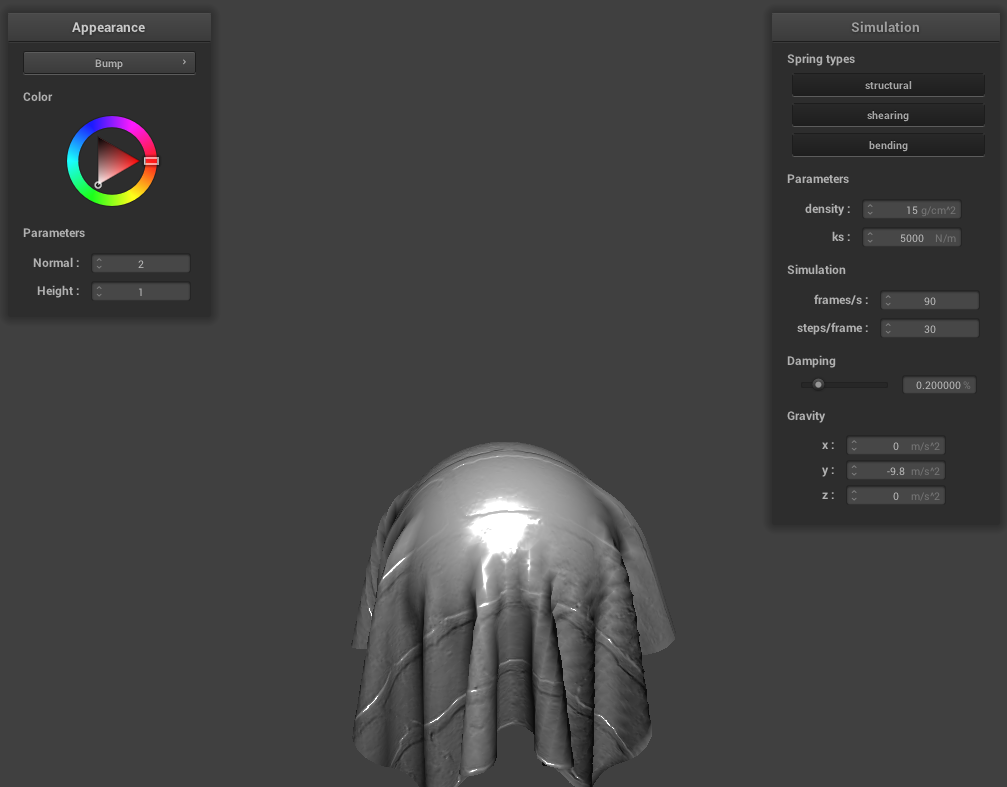 Appearance
Bump
Color
Parameters
Normal : 2
Height : 1
Simulation
Spring types
structural
shearing
bending
Parameters
density : 15 g/cm^2
ks : 5000 N/m
Simulation
frames/s : 90
steps/frame : 30
Damping
0.200000 %
Gravity
x : 0 m/s^2
y : -9.8 m/s^2
z : 0 m/s^2